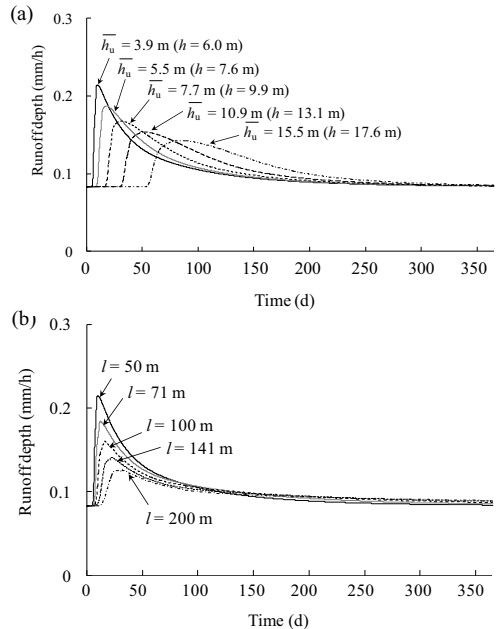 (a)
0.3
0.2
0.1
0
Runoff depth (mm/h)
h̅u = 3.9 m (h = 6.0 m)
h̅u = 5.5 m (h = 7.6 m)
h̅u = 7.7 m (h = 9.9 m)
h̅u = 10.9 m (h = 13.1 m)
h̅u = 15.5 m (h = 17.6 m)
0 50 100 150 200 250 300 350
Time (d)
(b)
0.3
0.2
0.1
0
Runoff depth (mm/h)
l = 50 m
l = 71 m
l = 100 m
l = 141 m
l = 200 m
0 50 100 150 200 250 300 350
Time (d)